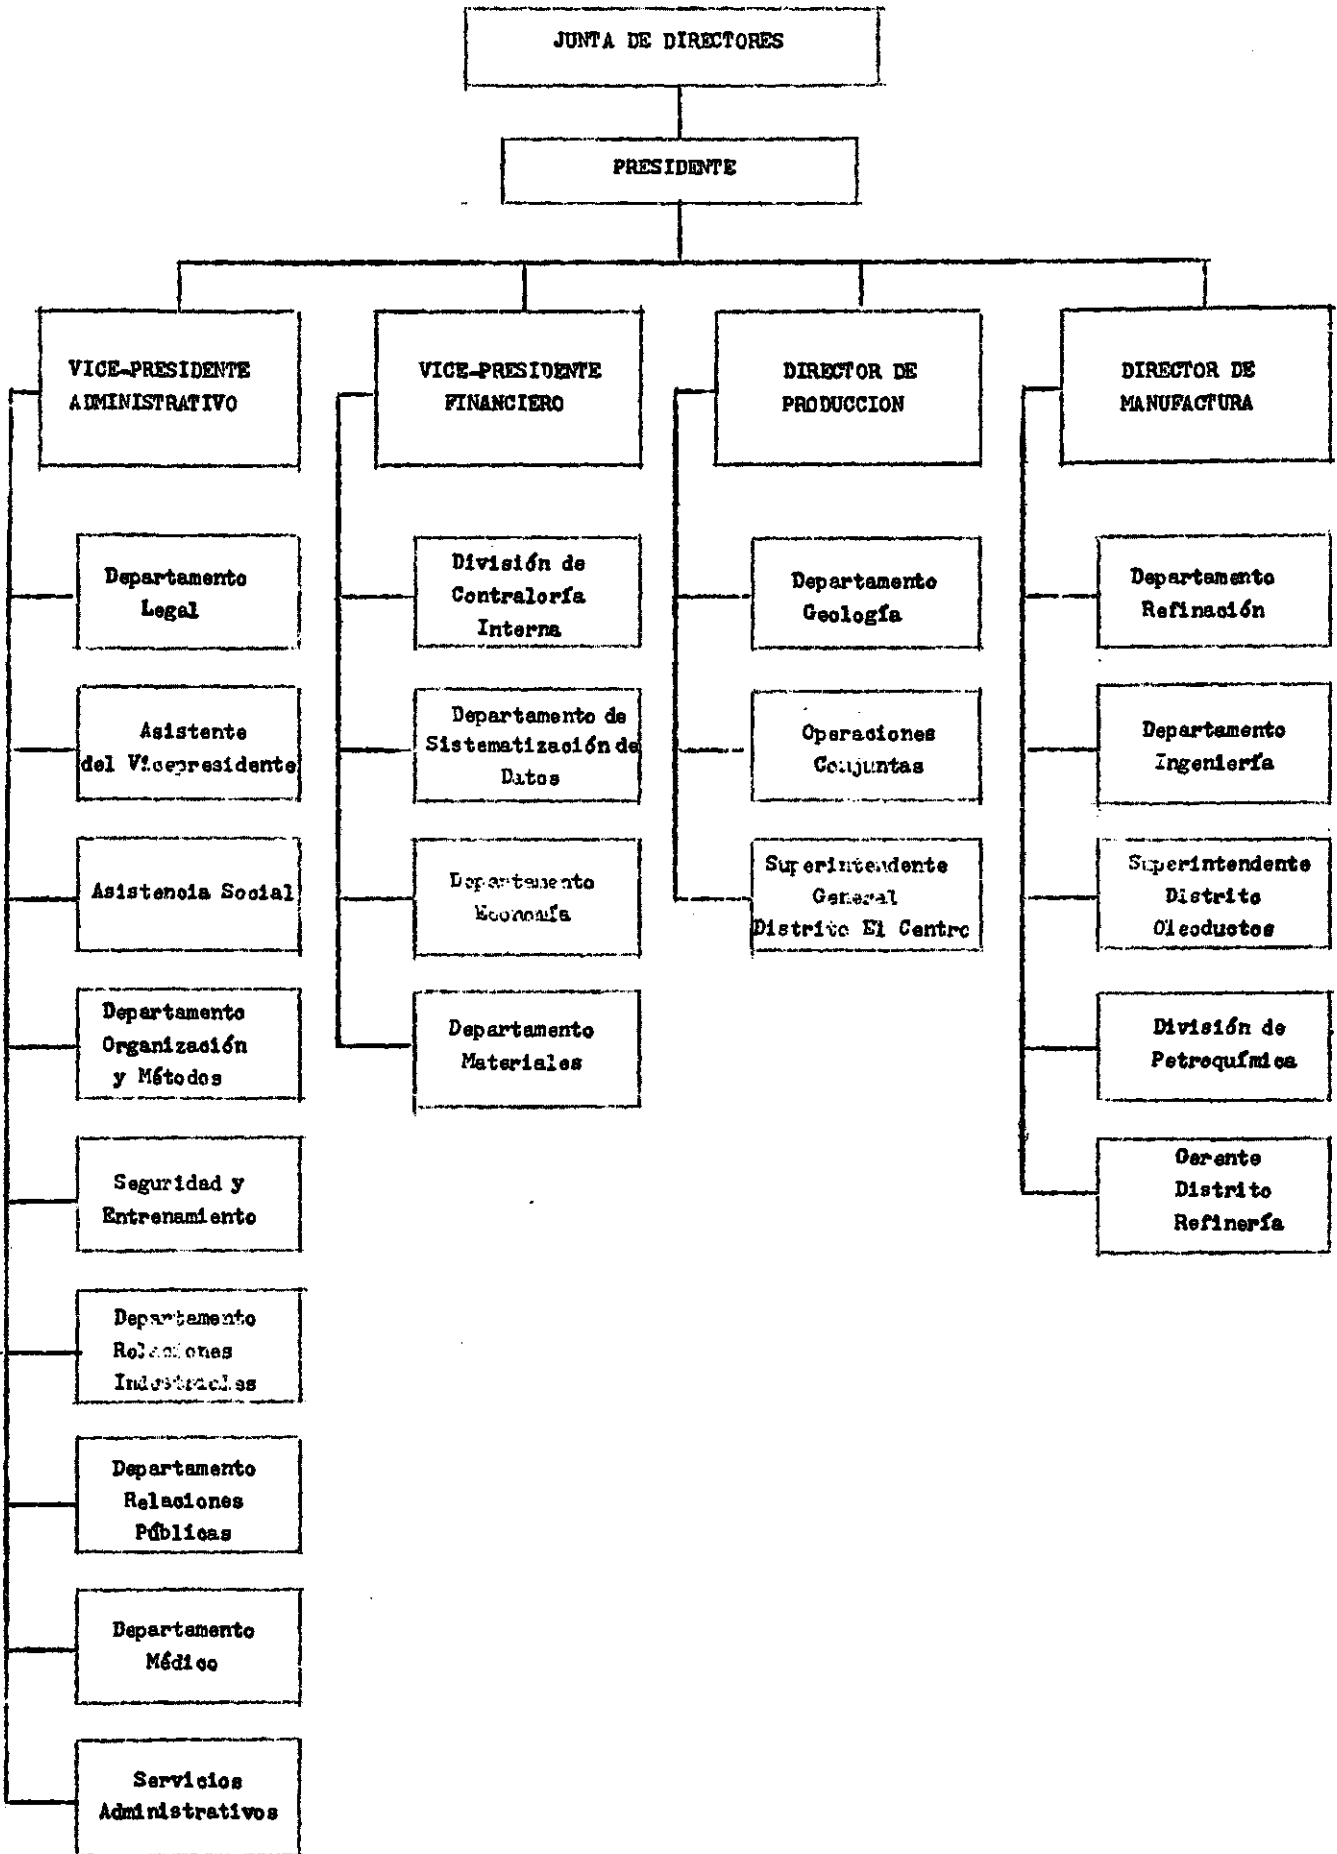 JUNTA DE DIRECTORES
PRESIDENTE
VICE-PRESIDENTE
ADMINISTRATIVO
Departamento
Legal
Asistente
del Vicepresidente
Asistencia Social
Departamento
Organización
y Métodos
Seguridad y
Entrenamiento
Departamento
Relaciones
Industriales
Departamento
Relaciones
Públicas
Departamento
Médico
Servicios
Administrativos
VICE-PRESIDENTE
FINANCIERO
División de
Contraloría
Interna
Departamento de
Sistematización de
Datos
Departamento
Economía
Departamento
Materiales
DIRECTOR DE
PRODUCCION
Departamento
Geología
Operaciones
Conjuntas
Superintendente
General
Distrito El Centro
DIRECTOR DE
MANUFACTURA
Departamento
Refinación
Departamento
Ingeniería
Superintendente
Distrito
Oleoductos
División de
Petroquímica
Gerente
Distrito
Refinería